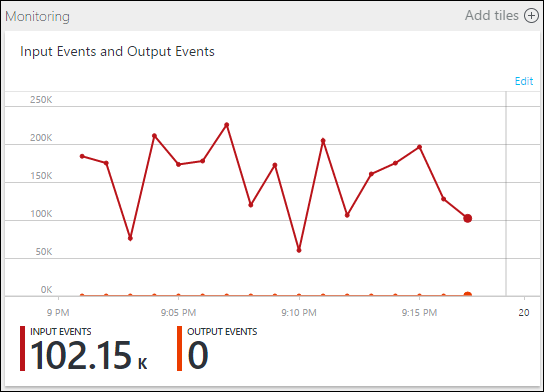 Monitoring
Add tiles
Input Events and Output Events
Edit
250K
200K
150K
100K
50K
0K
9 PM 9:05 PM 9:10 PM 9:15 PM 20
INPUT EVENTS
102.15 K
OUTPUT EVENTS
0